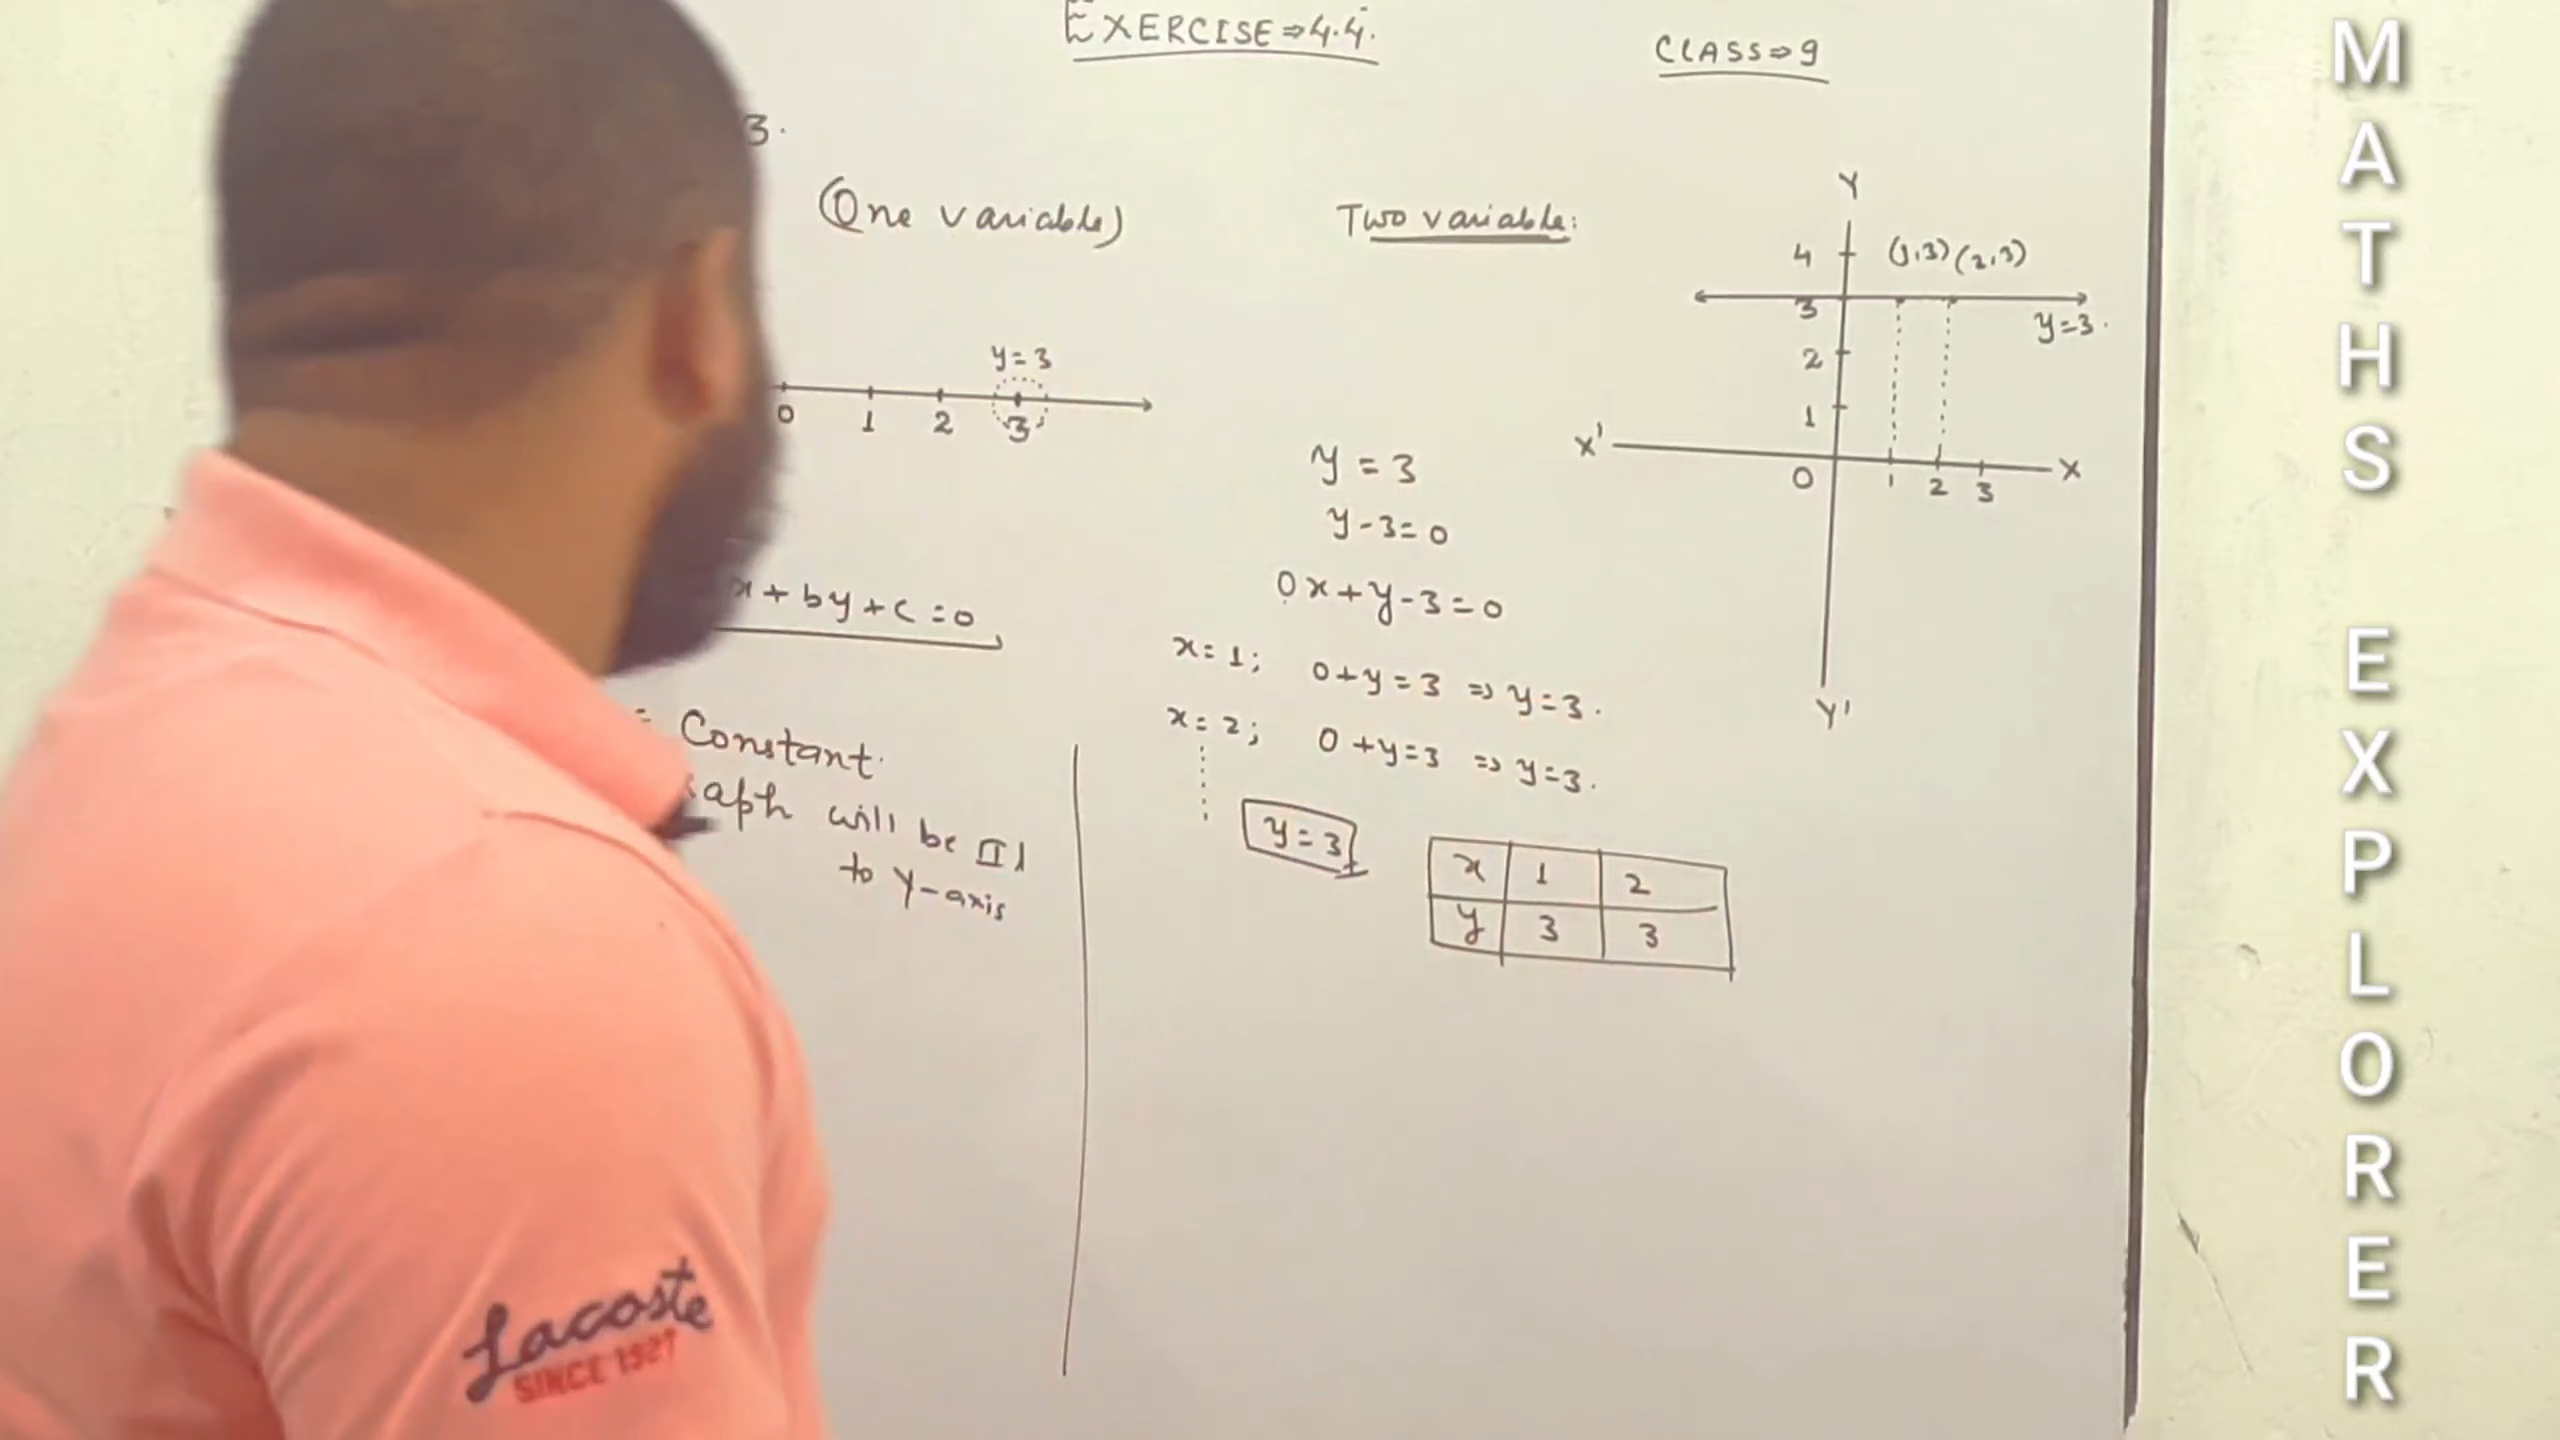 EXERCISE⇒4.4.
CLASS⇒9
3.
(One variable)
y=3
0 1 2 3
x+by+c=0
= Constant.
aph will be II l
to Y-axis
Two variable:
y=3
y-3=0
0x+y-3=0
x=1; 0+y=3 ⇒ y=3.
x=2; 0+y=3 ⇒ y=3.
y=3
x 1 2
y 3 3
Y
4 (1,3) (2,3)
3
y=3.
2
1
X' 0 1 2 3 X
Y'
Lacoste
SINCE 1927
MATHS EXPLORER